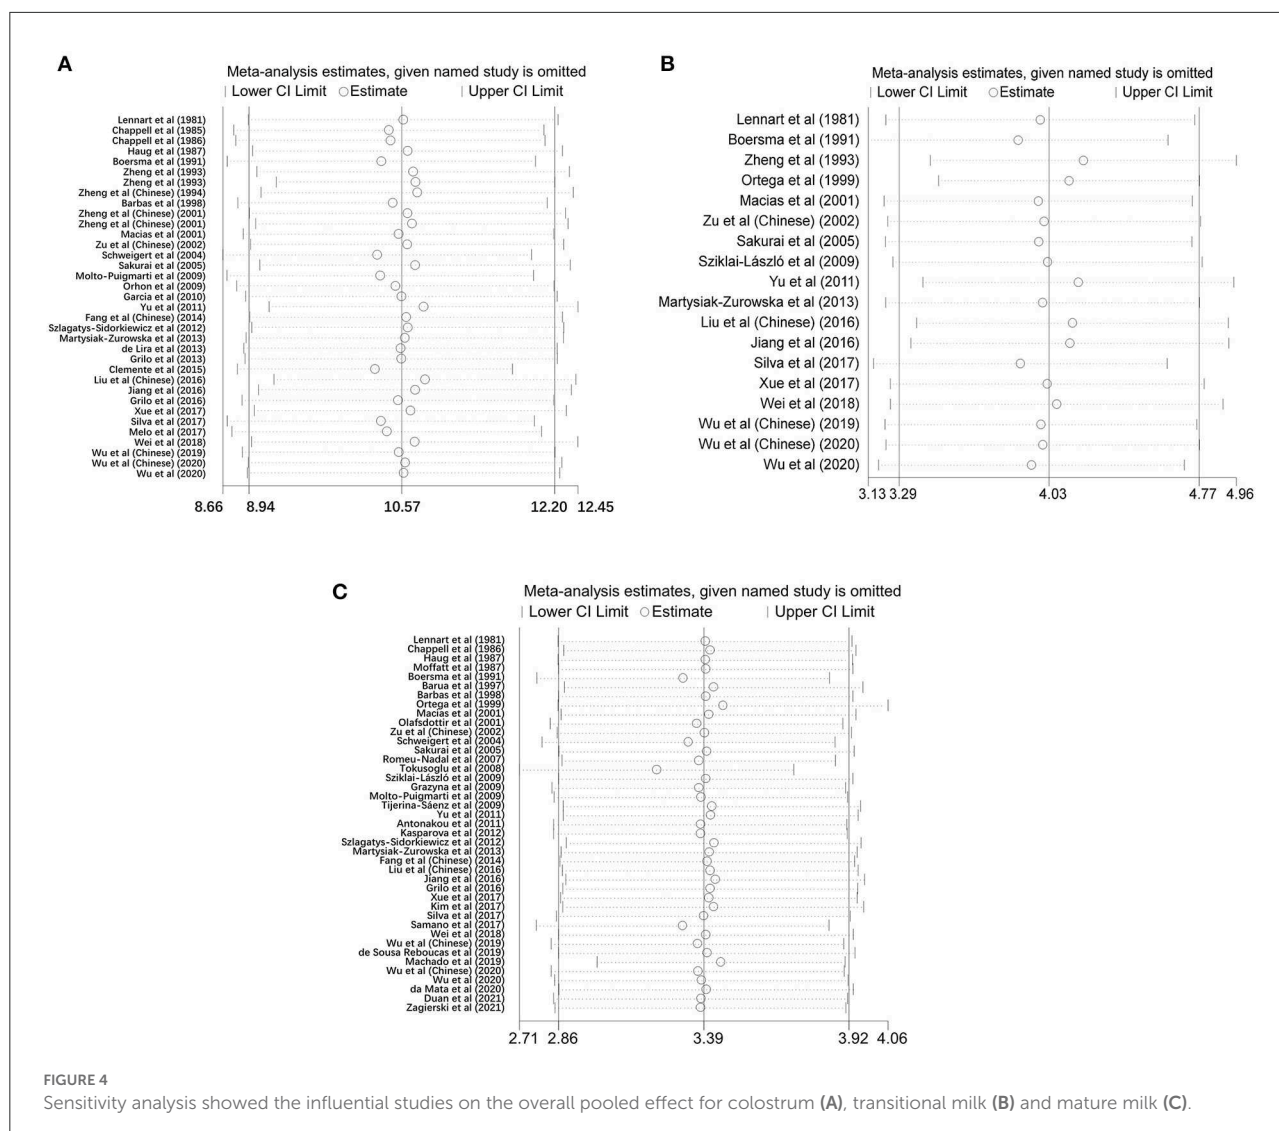 A
Meta-analysis estimates, given named study is omitted
Lower CI Limit Estimate Upper CI Limit
Lennart et al (1981)
Chappell et al (1985)
Chappell et al (1986)
Haug et al (1987)
Boersma et al (1991)
Zheng et al (1993)
Zheng et al (1993)
Zheng et al (Chinese) (1994)
Barbas et al (1998)
Zheng et al (Chinese) (2001)
Zheng et al (Chinese) (2001)
Macias et al (2001)
Zu et al (Chinese) (2002)
Schweigert et al (2004)
Sakurai et al (2005)
Molto-Puigmarti et al (2009)
Orhon et al (2009)
Garcia et al (2010)
Yu et al (2011)
Fang et al (Chinese) (2014)
Szlagatys-Sidorkiewicz et al (2012)
Martysiak-Zurowska et al (2013)
de Lira et al (2013)
Grilo et al (2013)
Clemente et al (2015)
Liu et al (Chinese) (2016)
Jiang et al (2016)
Grilo et al (2016)
Xue et al (2017)
Silva et al (2017)
Melo et al (2017)
Wei et al (2018)
Wu et al (Chinese) (2019)
Wu et al (Chinese) (2020)
Wu et al (2020)
8.66 8.94 10.57 12.20 12.45
B
Meta-analysis estimates, given named study is omitted
Lower CI Limit Estimate Upper CI Limit
Lennart et al (1981)
Boersma et al (1991)
Zheng et al (1993)
Ortega et al (1999)
Macias et al (2001)
Zu et al (Chinese) (2002)
Sakurai et al (2005)
Sziklai-László et al (2009)
Yu et al (2011)
Martysiak-Zurowska et al (2013)
Liu et al (Chinese) (2016)
Jiang et al (2016)
Silva et al (2017)
Xue et al (2017)
Wei et al (2018)
Wu et al (Chinese) (2019)
Wu et al (Chinese) (2020)
Wu et al (2020)
3.13 3.29 4.03 4.77 4.96
C
Meta-analysis estimates, given named study is omitted
Lower CI Limit Estimate Upper CI Limit
Lennart et al (1981)
Chappell et al (1986)
Haug et al (1987)
Moffatt et al (1987)
Boersma et al (1991)
Barua et al (1997)
Barbas et al (1998)
Ortega et al (1999)
Macias et al (2001)
Olafsdottir et al (2001)
Zu et al (Chinese) (2002)
Schweigert et al (2004)
Sakurai et al (2005)
Romeu-Nadal et al (2007)
Tokusoglu et al (2008)
Sziklai-László et al (2009)
Grazyna et al (2009)
Molto-Puigmarti et al (2009)
Tijerina-Sáenz et al (2009)
Yu et al (2011)
Antonakou et al (2011)
Kasparova et al (2012)
Szlagatys-Sidorkiewicz et al (2012)
Martysiak-Zurowska et al (2013)
Fang et al (Chinese) (2014)
Liu et al (Chinese) (2016)
Jiang et al (2016)
Grilo et al (2016)
Xue et al (2017)
Kim et al (2017)
Silva et al (2017)
Samano et al (2017)
Wei et al (2018)
Wu et al (Chinese) (2019)
de Sousa Reboucas et al (2019)
Machado et al (2019)
Wu et al (Chinese) (2020)
Wu et al (2020)
da Mata et al (2020)
Duan et al (2021)
Zagierski et al (2021)
2.71 2.86 3.39 3.92 4.06
FIGURE 4
Sensitivity analysis showed the influential studies on the overall pooled effect for colostrum (A), transitional milk (B) and mature milk (C).